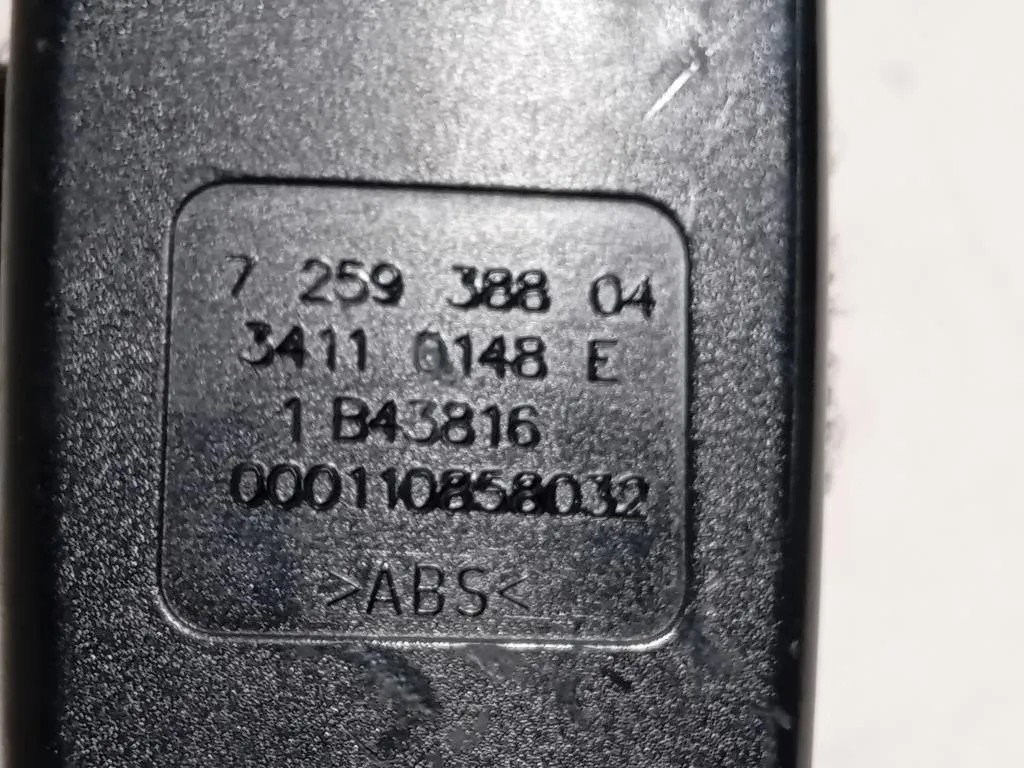 7 259 388 04
3411 0148 E
1 B43816
000110858032
>ABS<